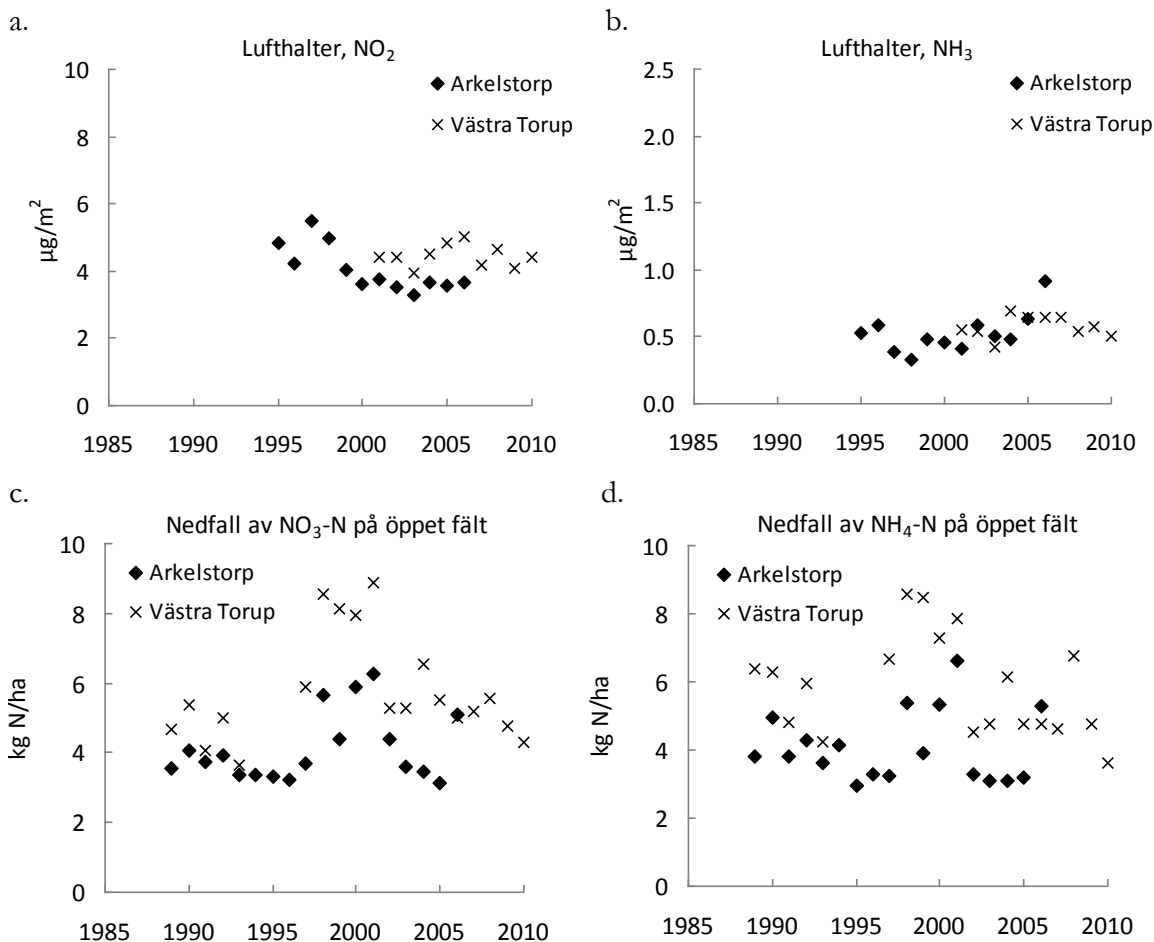 a.
Lufthalter, NO₂
Arkelstorp
Västra Torup
µg/m²
10
8
6
4
2
0
1985 1990 1995 2000 2005 2010
b.
Lufthalter, NH₃
Arkelstorp
Västra Torup
µg/m²
2.5
2.0
1.5
1.0
0.5
0.0
1985 1990 1995 2000 2005 2010
c.
Nedfall av NO₃-N på öppet fält
Arkelstorp
Västra Torup
kg N/ha
10
8
6
4
2
0
1985 1990 1995 2000 2005 2010
d.
Nedfall av NH₄-N på öppet fält
Arkelstorp
Västra Torup
kg N/ha
10
8
6
4
2
0
1985 1990 1995 2000 2005 2010